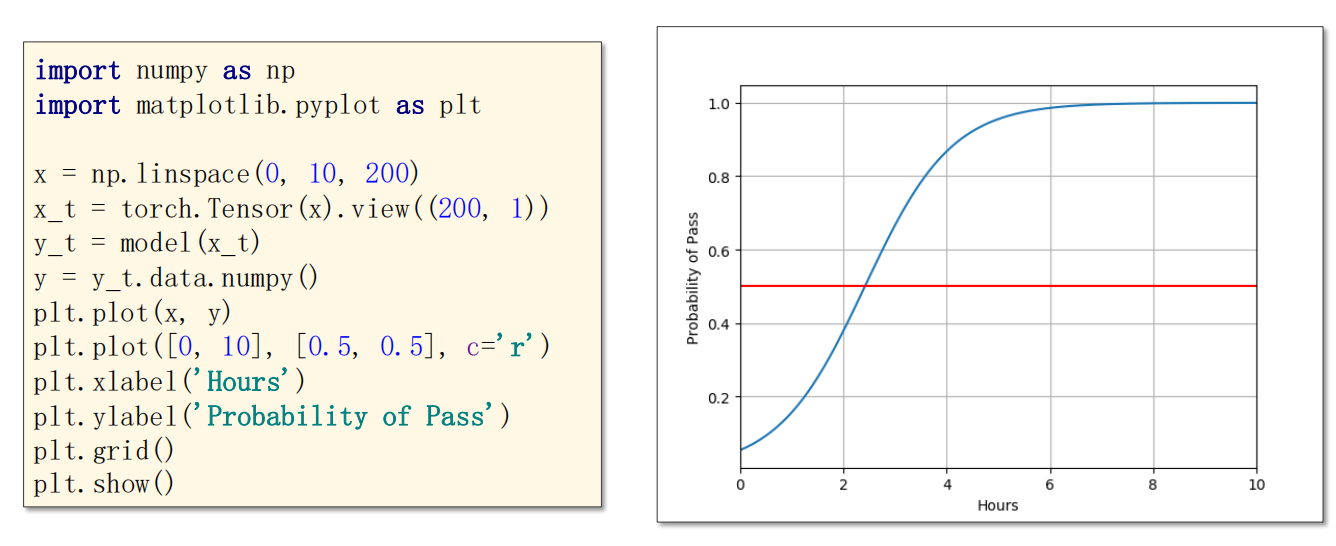 import numpy as np
import matplotlib.pyplot as plt
x = np.linspace(0, 10, 200)
x_t = torch.Tensor(x).view((200, 1))
y_t = model(x_t)
y = y_t.data.numpy()
plt.plot(x, y)
plt.plot([0, 10], [0.5, 0.5], c='r')
plt.xlabel('Hours')
plt.ylabel('Probability of Pass')
plt.grid()
plt.show()
Probability of Pass
1.0
0.8
0.6
0.4
0.2
0 2 4 6 8 10
Hours